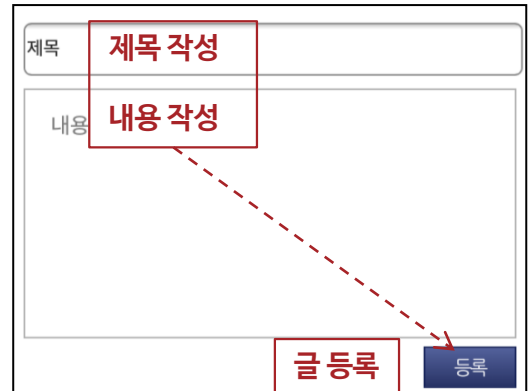 제목 제목 작성
내용 내용 작성
글 등록 등록